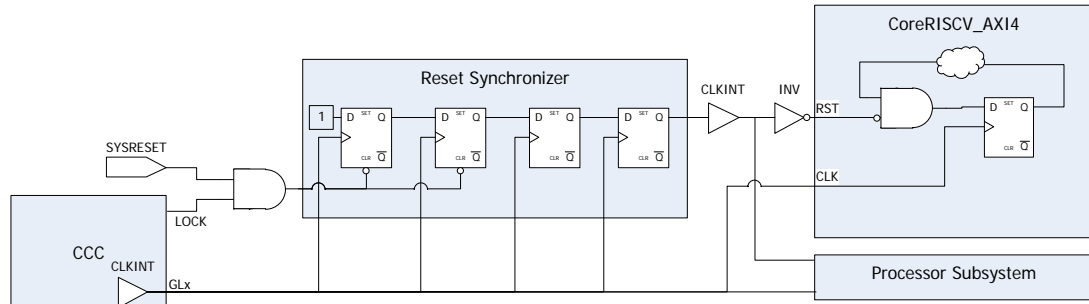 CoreRISCV_AXI4
Reset Synchronizer
CLKINT
INV
1
D SET Q
CLR Q
D SET Q
CLR Q
D SET Q
CLR Q
D SET Q
CLR Q
RST
D SET Q
CLR Q
SYSRESET
CLK
LOCK
CCC
CLKINT
GLx
Processor Subsystem